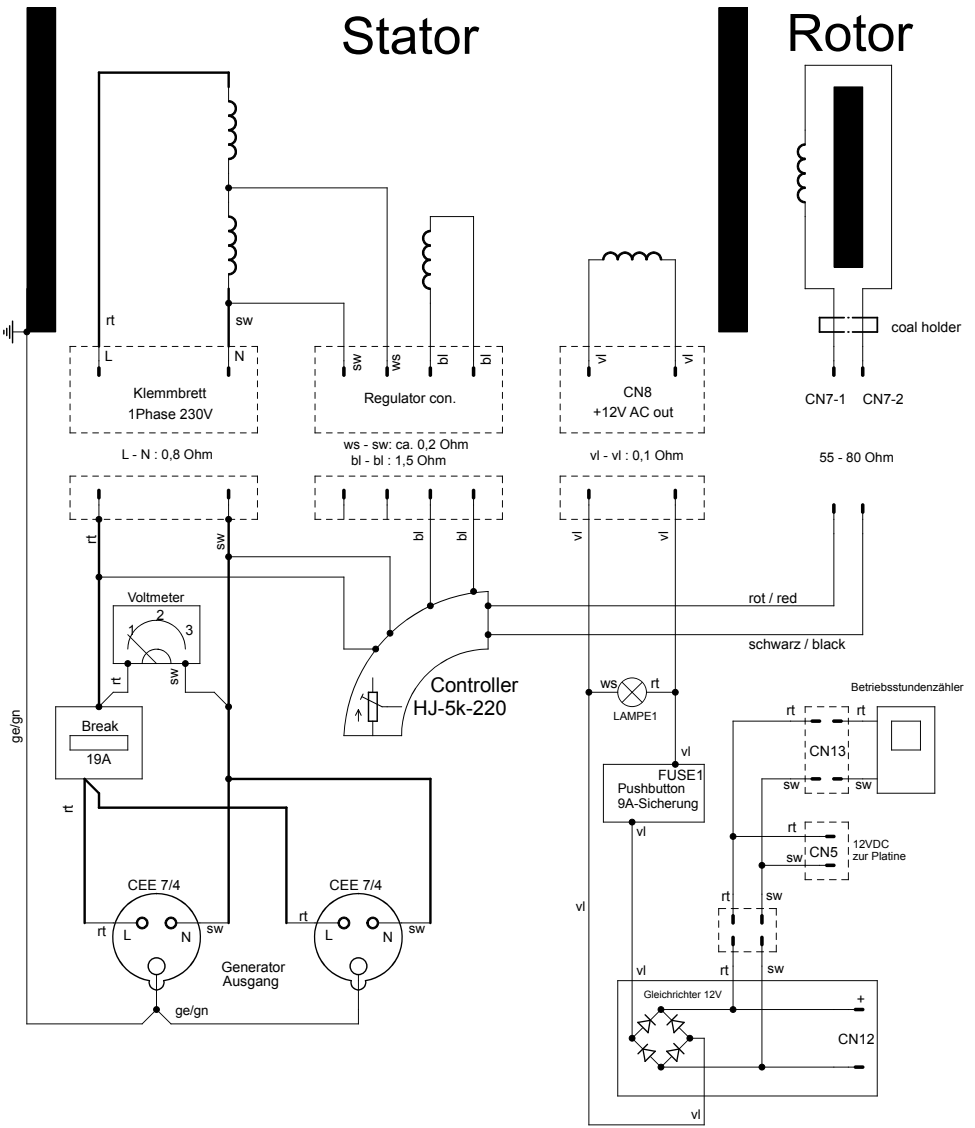 Stator
Rotor
rt
sw
L
N
Klemmbrett
1Phase 230V
L - N : 0,8 Ohm
sw
ws
bl
bl
Regulator con.
ws - sw: ca. 0,2 Ohm
bl - bl : 1,5 Ohm
vl
vl
CN8
+12V AC out
vl - vl : 0,1 Ohm
coal holder
CN7-1
CN7-2
55 - 80 Ohm
rt
sw
bl
bl
vl
vl
rot / red
schwarz / black
Voltmeter
1
2
3
rt
sw
Controller
HJ-5k-220
ws
rt
LAMPE1
ge/gn
Break
19A
vl
FUSE1
Pushbutton
9A-Sicherung
vl
Betriebsstundenzähler
rt
rt
CN13
sw
sw
rt
CN5
sw
12VDC
zur Platine
rt
CEE 7/4
CEE 7/4
rt
L
N
sw
rt
L
N
sw
Generator
Ausgang
ge/gn
vl
rt
sw
rt
sw
vl
Gleichrichter 12V
+
CN12
vl